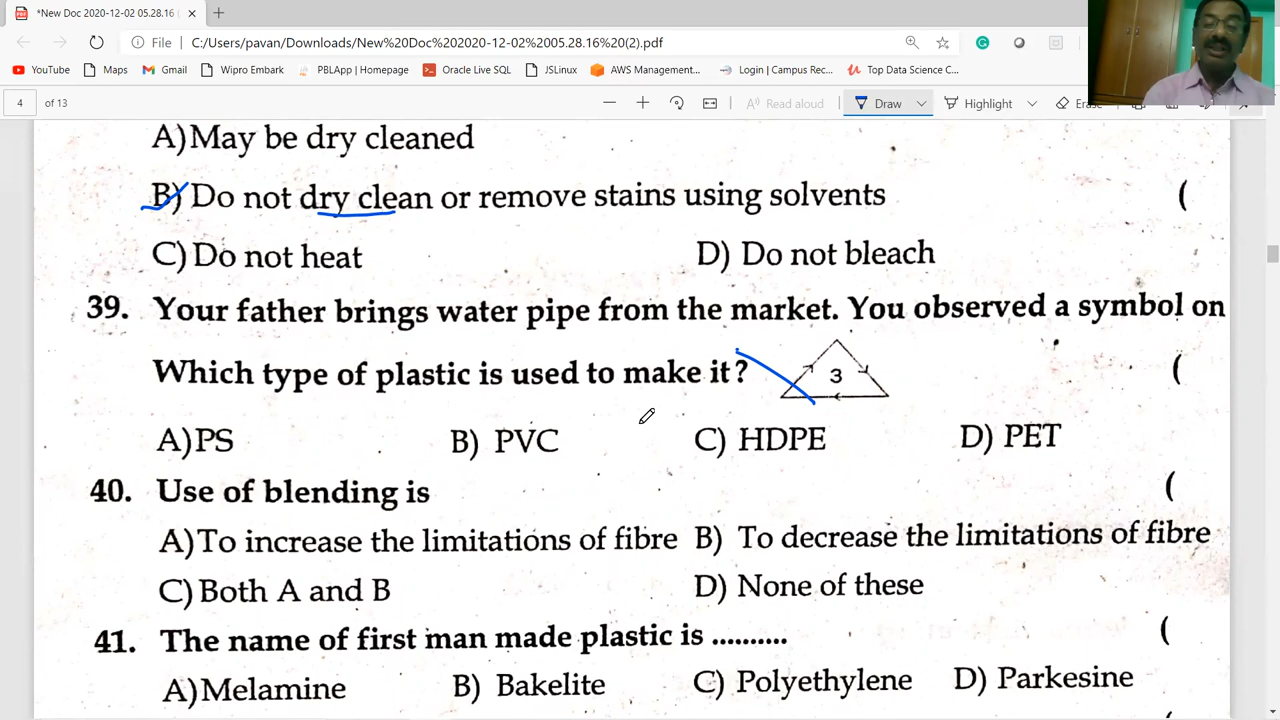 *New Doc 2020-12-02 05.28.16 (
File C:/Users/pavan/Downloads/New%20Doc%202020-12-02%2005.28.16%20(2).pdf
YouTube Maps Gmail Wipro Embark PBLApp | Homepage Oracle Live SQL JSLinux AWS Management... Login | Campus Rec... Top Data Science C...
4 of 13 Read aloud Draw Highlight Erase
A) May be dry cleaned
B) Do not dry clean or remove stains using solvents (
C) Do not heat D) Do not bleach
39. Your father brings water pipe from the market. You observed a symbol on
Which type of plastic is used to make it? 3 (
A) PS B) PVC C) HDPE D) PET
40. Use of blending is (
A) To increase the limitations of fibre B) To decrease the limitations of fibre
C) Both A and B D) None of these
41. The name of first man made plastic is .......... (
A) Melamine B) Bakelite C) Polyethylene D) Parkesine